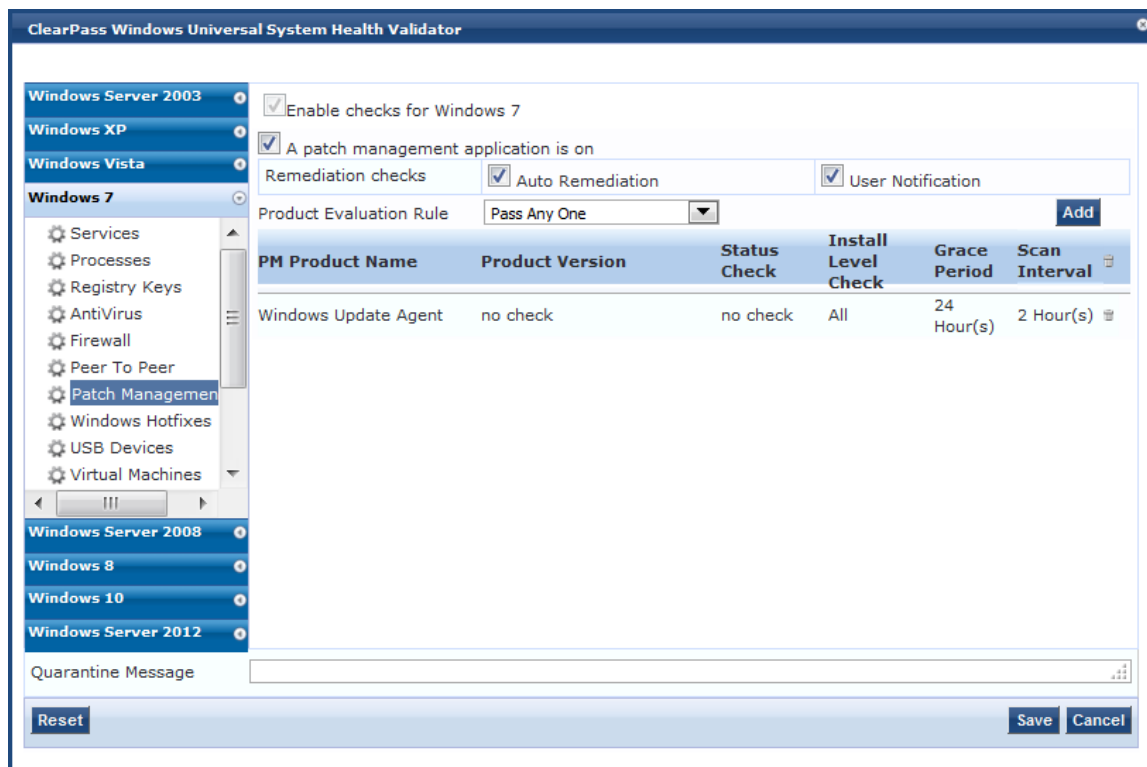 ClearPass Windows Universal System Health Validator
Windows Server 2003
Windows XP
Windows Vista
Windows 7
Services
Processes
Registry Keys
AntiVirus
Firewall
Peer To Peer
Patch Managemen
Windows Hotfixes
USB Devices
Virtual Machines
Windows Server 2008
Windows 8
Windows 10
Windows Server 2012
Enable checks for Windows 7
A patch management application is on
Remediation checks Auto Remediation User Notification
Product Evaluation Rule Pass Any One Add
PM Product Name Product Version Status Check Install Level Check Grace Period Scan Interval
Windows Update Agent no check no check All 24 Hour(s) 2 Hour(s)
Quarantine Message
Reset Save Cancel